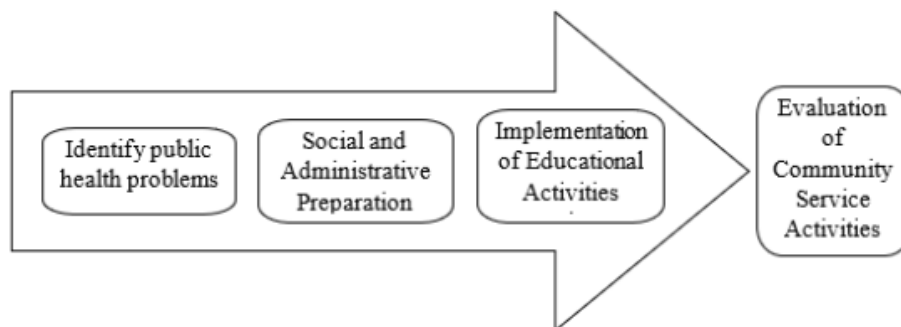 Identify public
health problems
Social and
Administrative
Preparation
Implementation
of Educational
Activities
Evaluation
of
Community
Service
Activities